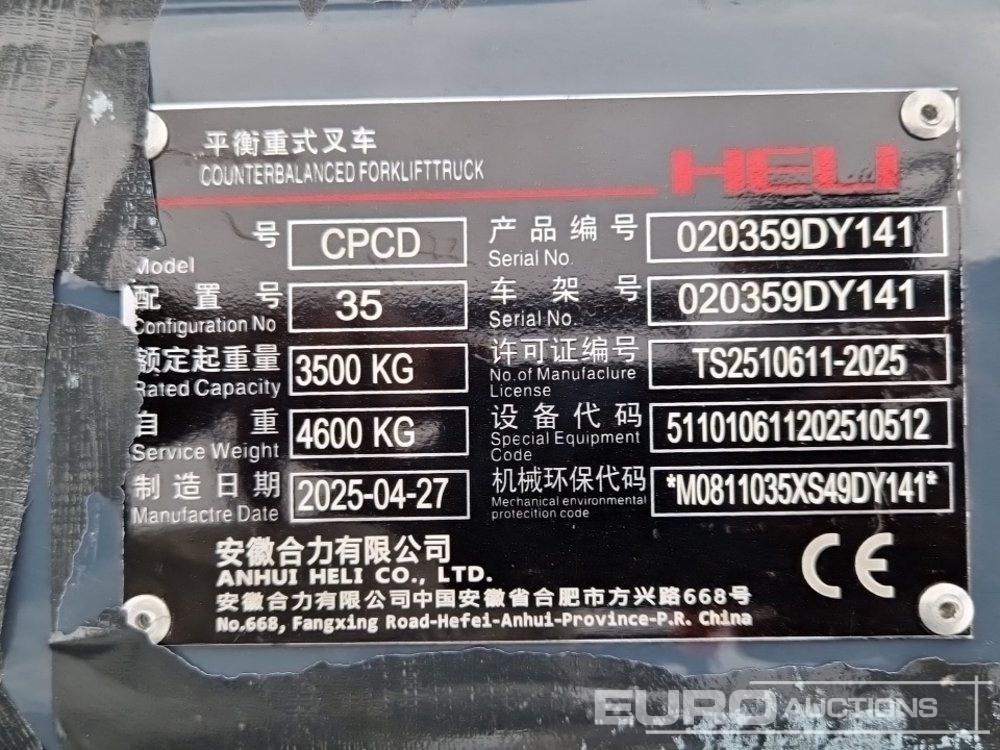 平衡重式叉车
COUNTERBALANCED FORKLIFTTRUCK
HELI
号 CPCD 产品编号 020359DY141
Model Serial No.
配置号 35 车架号 020359DY141
Configuration No Serial No.
额定起重量 3500 KG 许可证编号 TS2510611-2025
Rated Capacity No.of Manufaclure License
自重 4600 KG 设备代码 511010611202510512
Service Weight Special Equipment Code
制造日期 2025-04-27 机械环保代码 *M0811035XS49DY141*
Manufactre Date Mechanical environmental protection code
安徽合力有限公司
ANHUI HELI CO., LTD.
安徽合力有限公司中国安徽省合肥市方兴路668号
No.668, Fangxing Road-Hefei-Anhui-Province-P.R. China
CE
EURO AUCTIONS